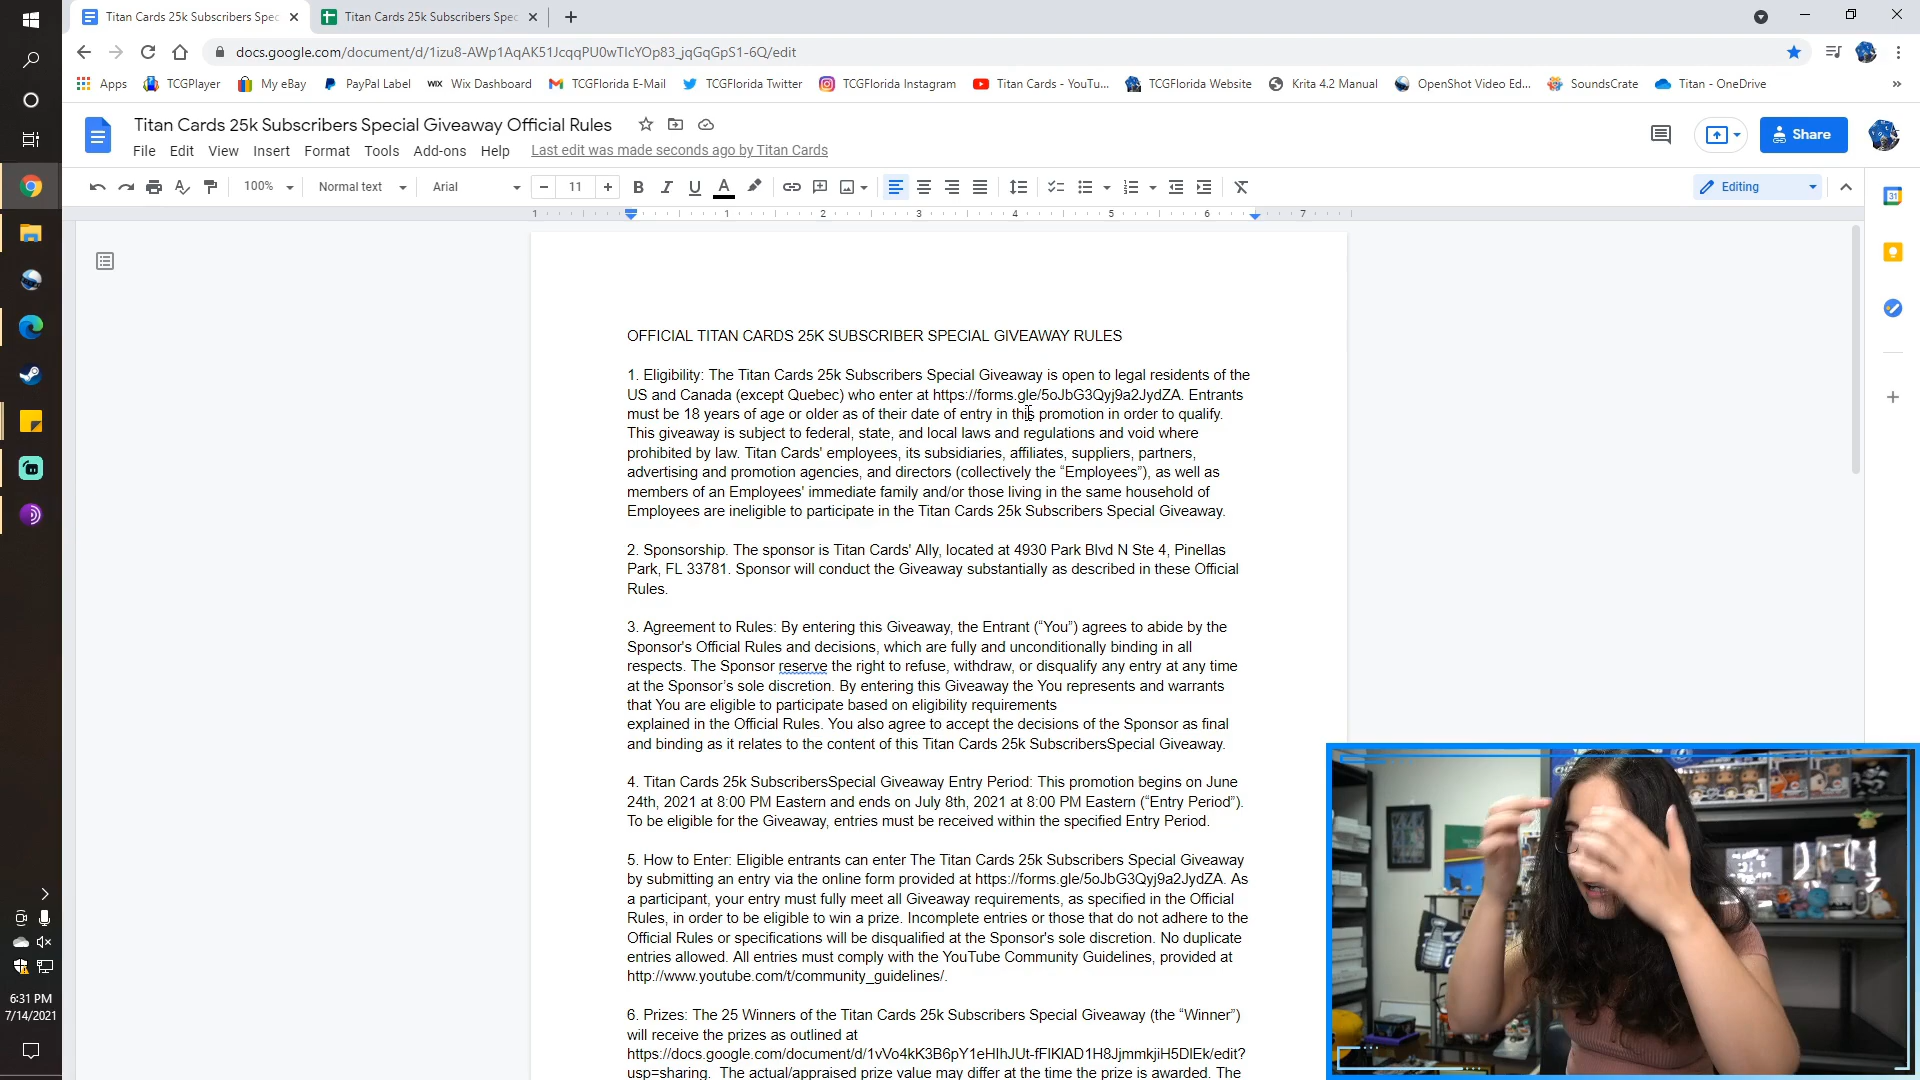 Titan Cards 25k Subscribers Spec
Titan Cards 25k Subscribers Spec
docs.google.com/document/d/1izu8-AWp1AqAK51JcqqPU0wTIcYOp83_jqGqGpS1-6Q/edit
Apps TCGPlayer My eBay PayPal Label WIX Wix Dashboard TCGFlorida E-Mail TCGFlorida Twitter TCGFlorida Instagram Titan Cards - YouTu... TCGFlorida Website Krita 4.2 Manual OpenShot Video Ed... SoundsCrate Titan - OneDrive »
Titan Cards 25k Subscribers Special Giveaway Official Rules
Share
File Edit View Insert Format Tools Add-ons Help Last edit was made seconds ago by Titan Cards
100% Normal text Arial 11 B I U A Editing
1 1 2 3 4 5 6 7
31
OFFICIAL TITAN CARDS 25K SUBSCRIBER SPECIAL GIVEAWAY RULES
1. Eligibility: The Titan Cards 25k Subscribers Special Giveaway is open to legal residents of the
US and Canada (except Quebec) who enter at https://forms.gle/5oJbG3Qyj9a2JydZA. Entrants
must be 18 years of age or older as of their date of entry in this promotion in order to qualify.
This giveaway is subject to federal, state, and local laws and regulations and void where
prohibited by law. Titan Cards' employees, its subsidiaries, affiliates, suppliers, partners,
advertising and promotion agencies, and directors (collectively the “Employees”), as well as
members of an Employees' immediate family and/or those living in the same household of
Employees are ineligible to participate in the Titan Cards 25k Subscribers Special Giveaway.
2. Sponsorship. The sponsor is Titan Cards' Ally, located at 4930 Park Blvd N Ste 4, Pinellas
Park, FL 33781. Sponsor will conduct the Giveaway substantially as described in these Official
Rules.
3. Agreement to Rules: By entering this Giveaway, the Entrant (“You”) agrees to abide by the
Sponsor's Official Rules and decisions, which are fully and unconditionally binding in all
respects. The Sponsor reserve the right to refuse, withdraw, or disqualify any entry at any time
at the Sponsor’s sole discretion. By entering this Giveaway the You represents and warrants
that You are eligible to participate based on eligibility requirements
explained in the Official Rules. You also agree to accept the decisions of the Sponsor as final
and binding as it relates to the content of this Titan Cards 25k SubscribersSpecial Giveaway.
4. Titan Cards 25k SubscribersSpecial Giveaway Entry Period: This promotion begins on June
24th, 2021 at 8:00 PM Eastern and ends on July 8th, 2021 at 8:00 PM Eastern (“Entry Period”).
To be eligible for the Giveaway, entries must be received within the specified Entry Period.
5. How to Enter: Eligible entrants can enter The Titan Cards 25k Subscribers Special Giveaway
by submitting an entry via the online form provided at https://forms.gle/5oJbG3Qyj9a2JydZA. As
a participant, your entry must fully meet all Giveaway requirements, as specified in the Official
Rules, in order to be eligible to win a prize. Incomplete entries or those that do not adhere to the
Official Rules or specifications will be disqualified at the Sponsor's sole discretion. No duplicate
entries allowed. All entries must comply with the YouTube Community Guidelines, provided at
http://www.youtube.com/t/community_guidelines/.
6. Prizes: The 25 Winners of the Titan Cards 25k Subscribers Special Giveaway (the “Winner”)
will receive the prizes as outlined at
https://docs.google.com/document/d/1vVo4kK3B6pY1eHIhJUt-fFIKlAD1H8JjmmkjiH5DlEk/edit?
usp=sharing. The actual/appraised prize value may differ at the time the prize is awarded. The
6:31 PM
7/14/2021